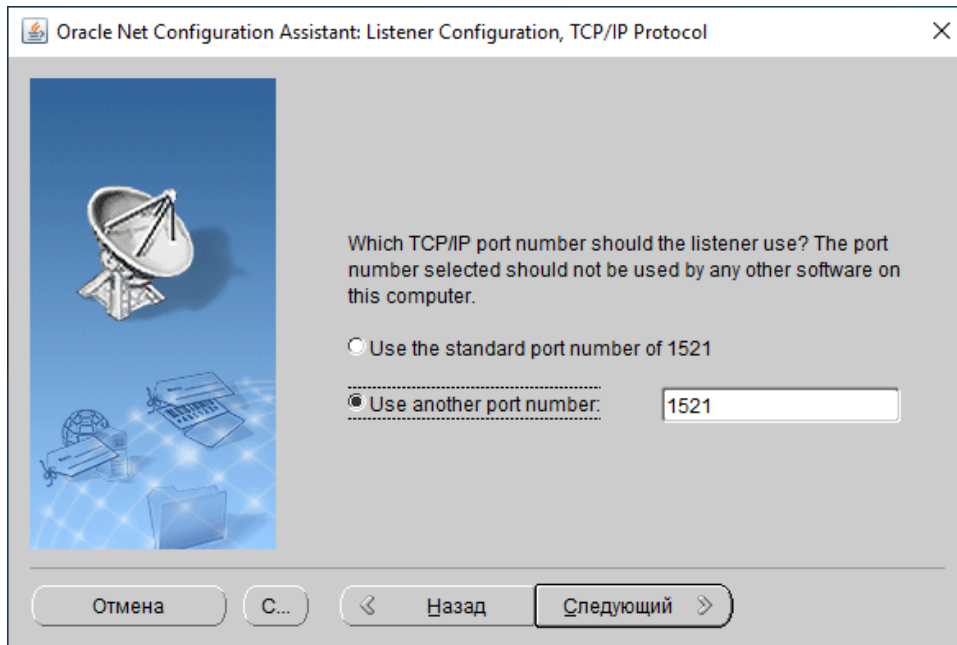 Oracle Net Configuration Assistant: Listener Configuration, TCP/IP Protocol
Which TCP/IP port number should the listener use? The port
number selected should not be used by any other software on
this computer.
Use the standard port number of 1521
Use another port number: 1521
Отмена С... Назад Следующий